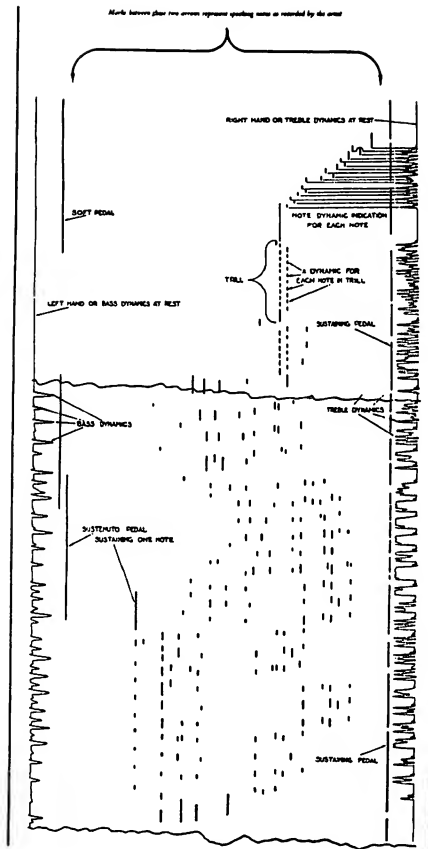 Marks between these two arrows represent speaking notes as recorded by the artist
RIGHT HAND OR TREBLE DYNAMICS AT REST
SOFT PEDAL
NOTE DYNAMIC INDICATION
FOR EACH NOTE
TRILL
A DYNAMIC FOR
EACH NOTE IN TRILL
LEFT HAND OR BASS DYNAMICS AT REST
SUSTAINING PEDAL
TREBLE DYNAMICS
BASS DYNAMICS
SUSTENUTO PEDAL
SUSTAINING ONE NOTE
SUSTAINING PEDAL